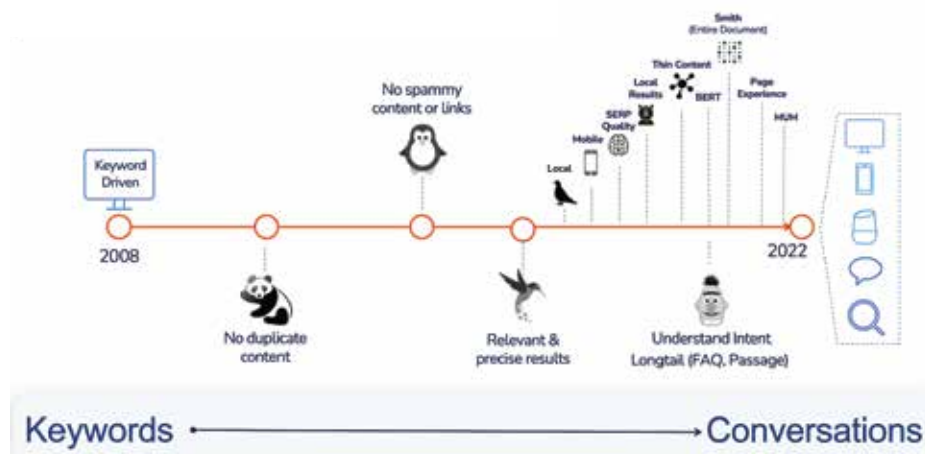 Smith
(Entire Document)
Thin Content
Page
Experience
Local
Results
BERT
No spammy
content or links
SERP
Quality
MUM
Mobile
Keyword
Driven
Local
2008
2022
No duplicate
content
Relevant &
precise results
Understand Intent
Longtail (FAQ, Passage)
Keywords
Conversations